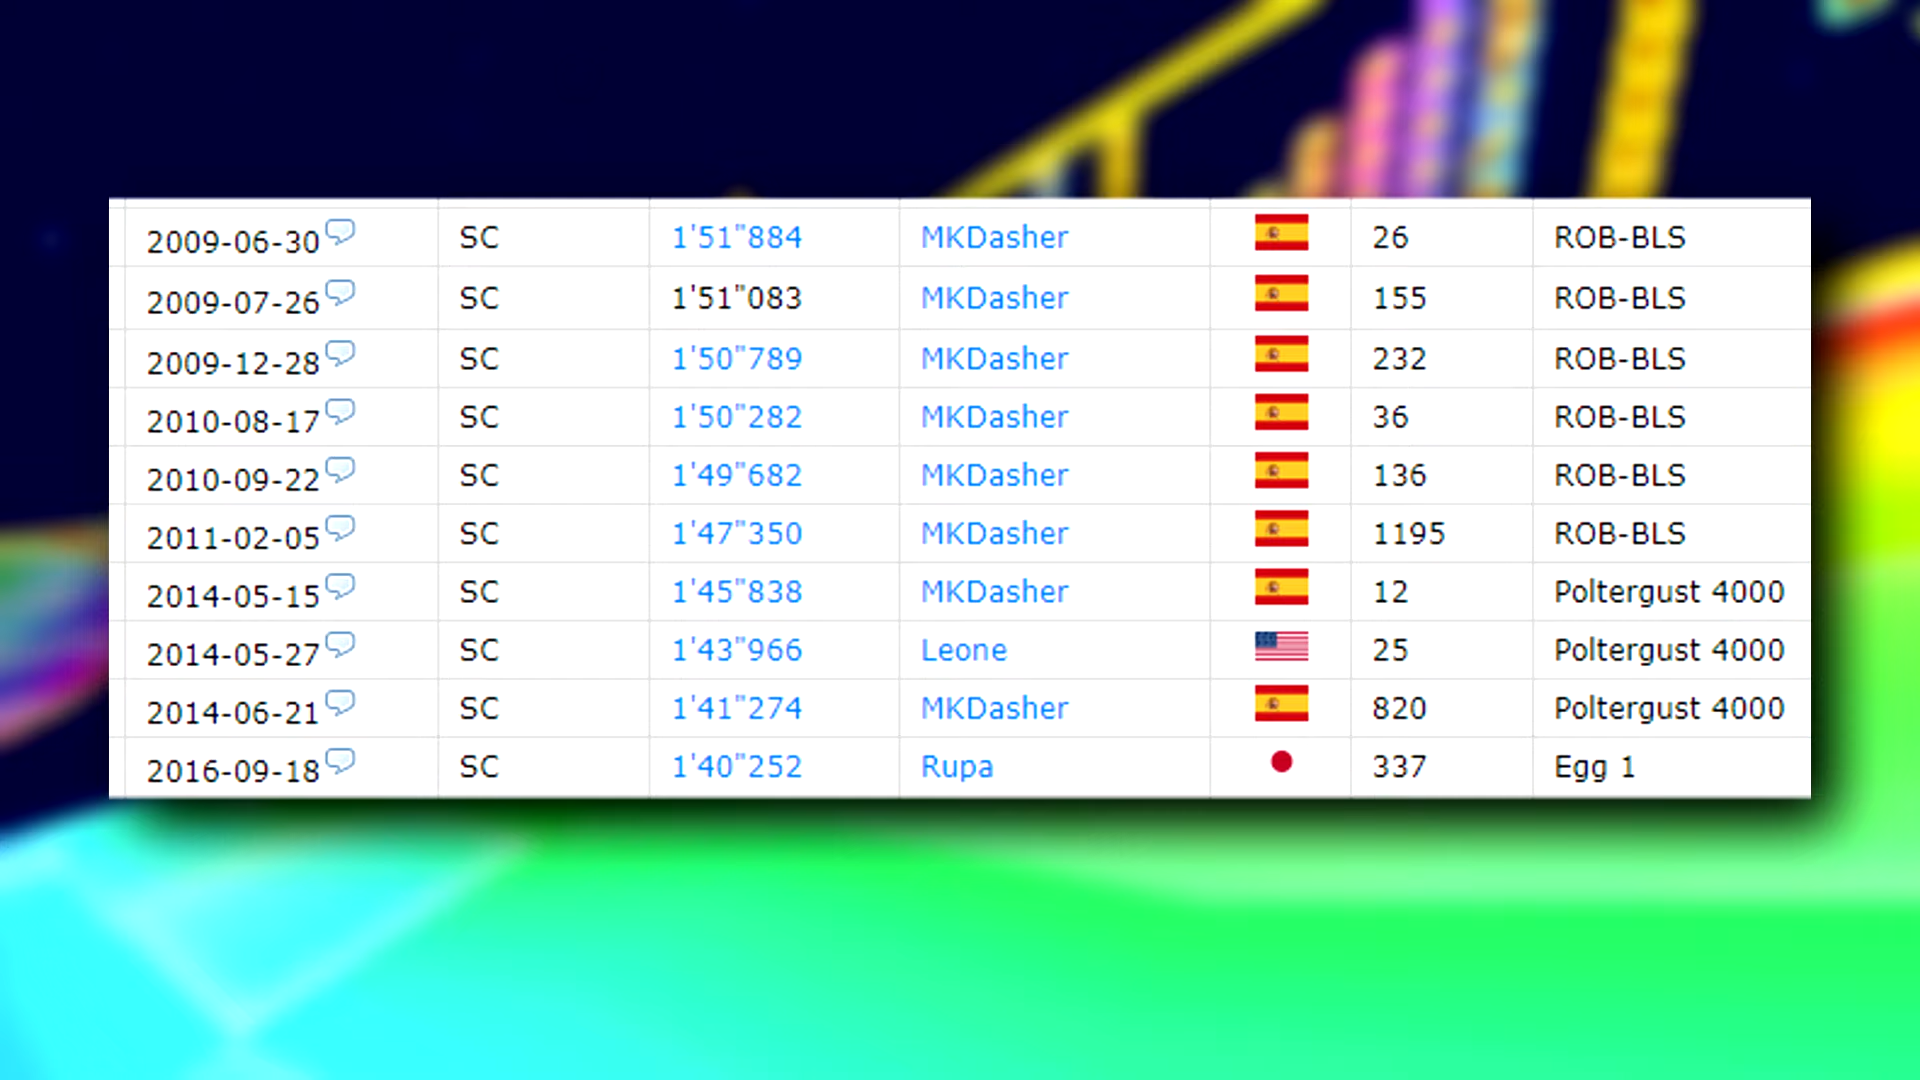 2009-06-30 SC 1'51"884 MKDasher 26 ROB-BLS
2009-07-26 SC 1'51"083 MKDasher 155 ROB-BLS
2009-12-28 SC 1'50"789 MKDasher 232 ROB-BLS
2010-08-17 SC 1'50"282 MKDasher 36 ROB-BLS
2010-09-22 SC 1'49"682 MKDasher 136 ROB-BLS
2011-02-05 SC 1'47"350 MKDasher 1195 ROB-BLS
2014-05-15 SC 1'45"838 MKDasher 12 Poltergust 4000
2014-05-27 SC 1'43"966 Leone 25 Poltergust 4000
2014-06-21 SC 1'41"274 MKDasher 820 Poltergust 4000
2016-09-18 SC 1'40"252 Rupa 337 Egg 1